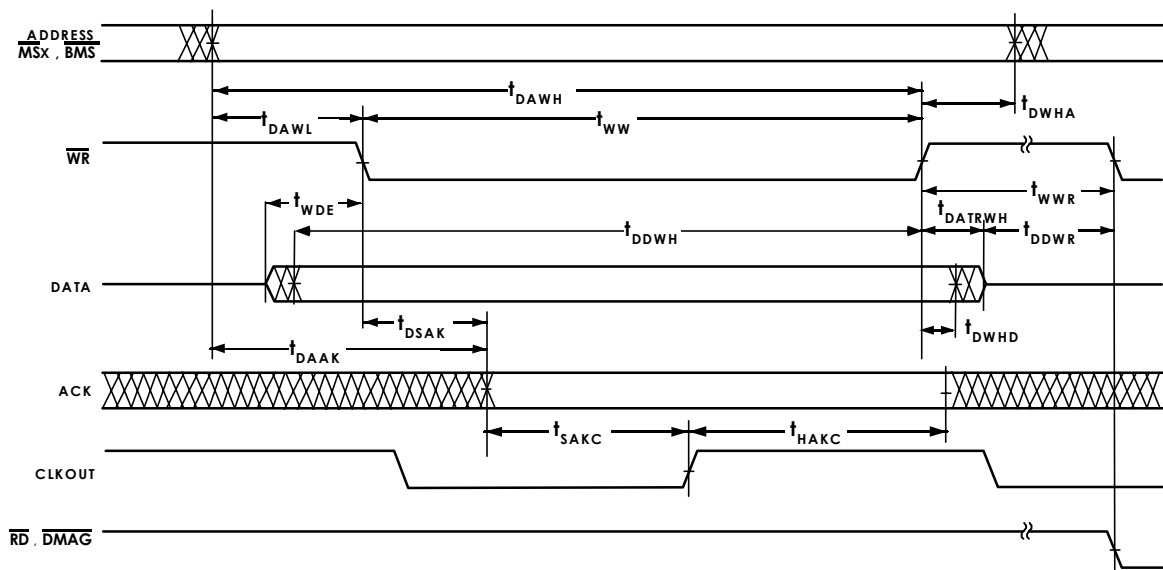 ADDRESS
MSx , BMS
tDAWH
tDWHA
tDAWL
tWW
WR
tWDE
tWWR
tDATRWH
tDDWH
tDDWR
DATA
tDSAK
tDWHD
tDAAK
ACK
tSAKC
tHAKC
CLKOUT
RD , DMAG